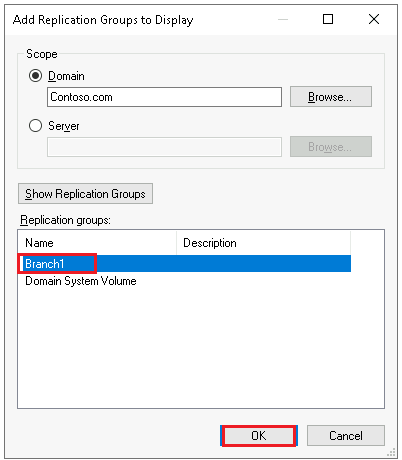 Add Replication Groups to Display
Scope
Domain
Contoso.com
Browse...
Server
Browse...
Show Replication Groups
Replication groups:
Name Description
Branch1
Domain System Volume
OK Cancel